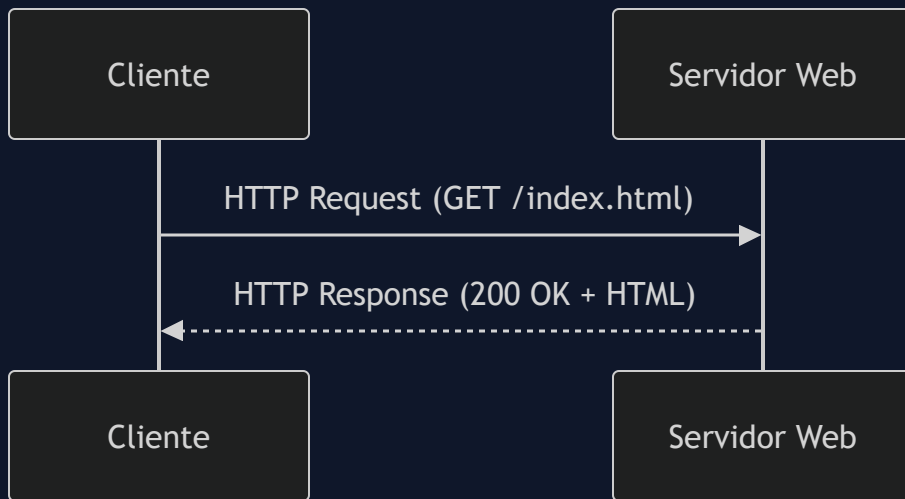 Cliente
Servidor Web
HTTP Request (GET /index.html)
HTTP Response (200 OK + HTML)
Cliente
Servidor Web